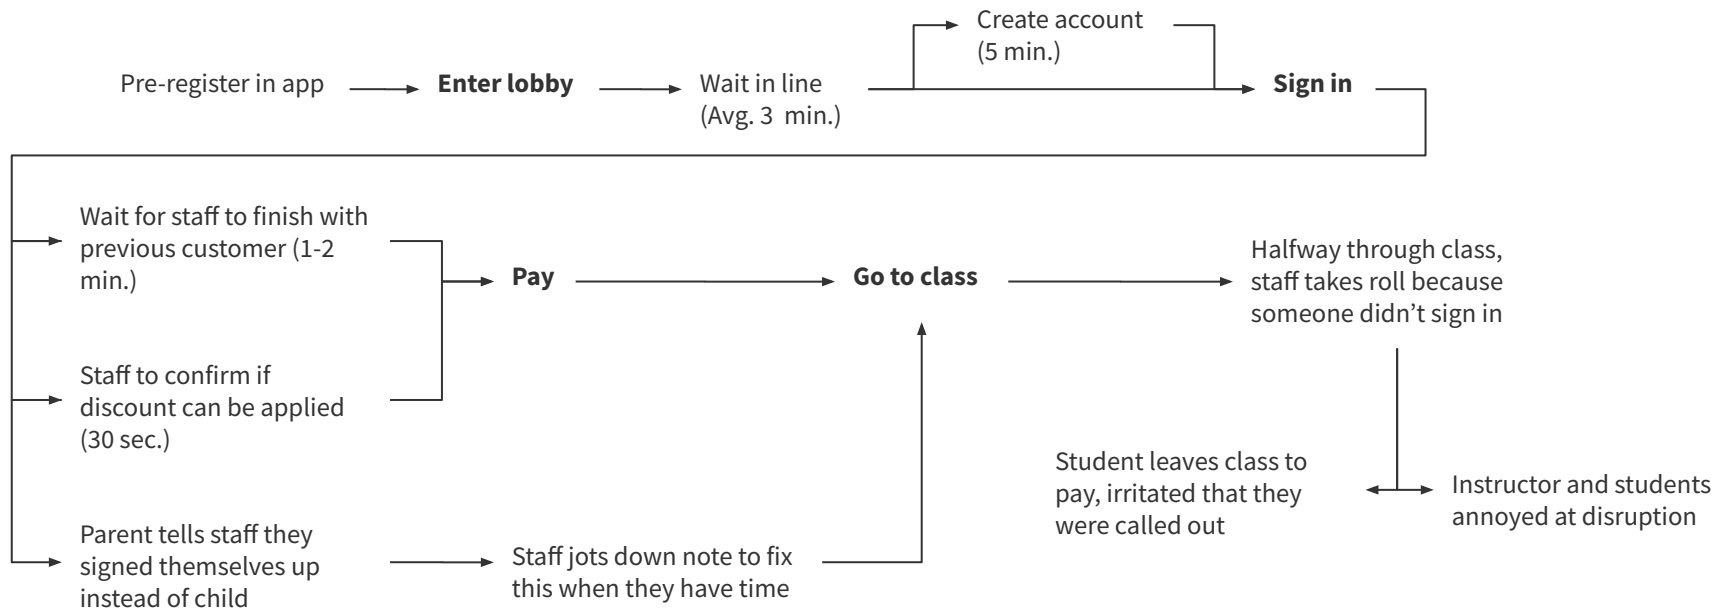 Create account
(5 min.)
Pre-register in app
Enter lobby
Wait in line
(Avg. 3  min.)
Sign in
Wait for staff to finish with
previous customer (1-2
min.)
Pay
Go to class
Halfway through class,
staff takes roll because
someone didn’t sign in
Staff to confirm if
discount can be applied
(30 sec.)
Student leaves class to
pay, irritated that they
were called out
Instructor and students
annoyed at disruption
Parent tells staff they
signed themselves up
instead of child
Staff jots down note to fix
this when they have time